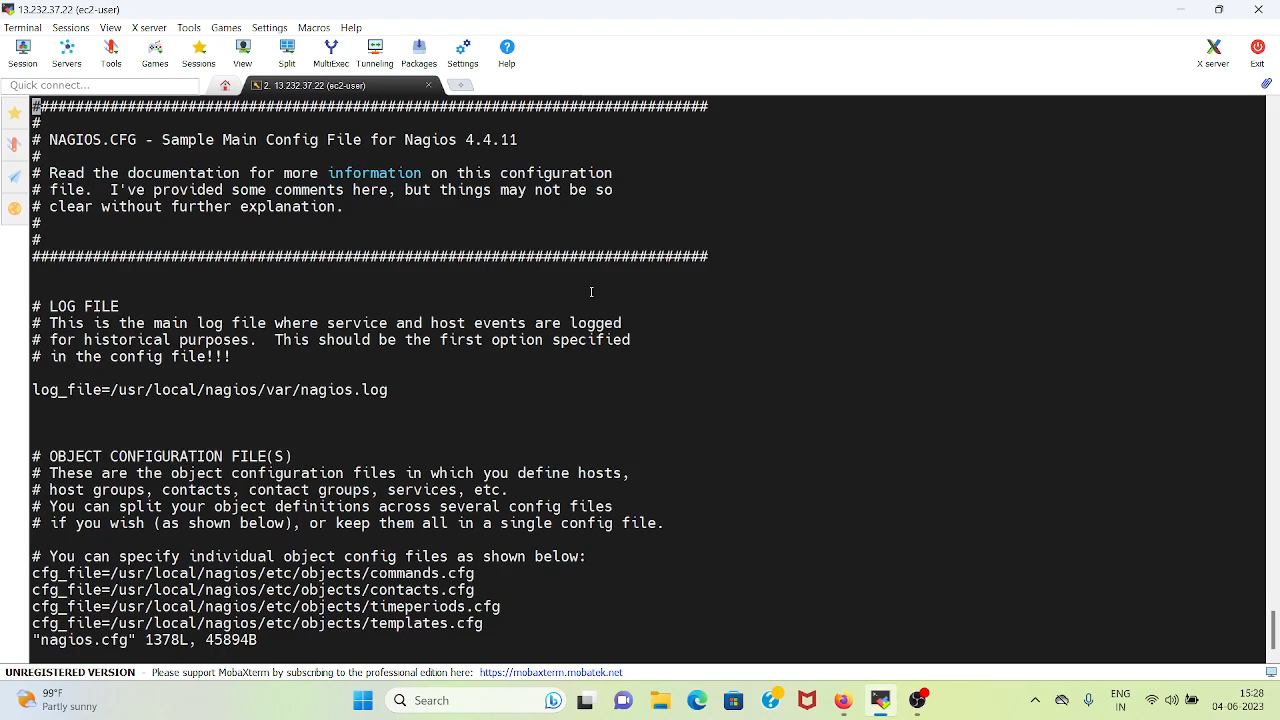 13.232.37.22 (ec2-user)
Terminal Sessions View X server Tools Games Settings Macros Help
Session Servers Tools Games Sessions View Split MultiExec Tunneling Packages Settings Help X server Exit
Quick connect... 2. 13.232.37.22 (ec2-user)
##############################################################################
#
# NAGIOS.CFG - Sample Main Config File for Nagios 4.4.11
#
# Read the documentation for more information on this configuration
# file.  I've provided some comments here, but things may not be so
# clear without further explanation.
#
#
##############################################################################
# LOG FILE
# This is the main log file where service and host events are logged
# for historical purposes.  This should be the first option specified
# in the config file!!!
log_file=/usr/local/nagios/var/nagios.log
# OBJECT CONFIGURATION FILE(S)
# These are the object configuration files in which you define hosts,
# host groups, contacts, contact groups, services, etc.
# You can split your object definitions across several config files
# if you wish (as shown below), or keep them all in a single config file.
# You can specify individual object config files as shown below:
cfg_file=/usr/local/nagios/etc/objects/commands.cfg
cfg_file=/usr/local/nagios/etc/objects/contacts.cfg
cfg_file=/usr/local/nagios/etc/objects/timeperiods.cfg
cfg_file=/usr/local/nagios/etc/objects/templates.cfg
"nagios.cfg" 1378L, 45894B
UNREGISTERED VERSION - Please support MobaXterm by subscribing to the professional edition here: https://mobaxterm.mobatek.net
99°F
Partly sunny
Search
ENG
IN
15:28
04-06-2023